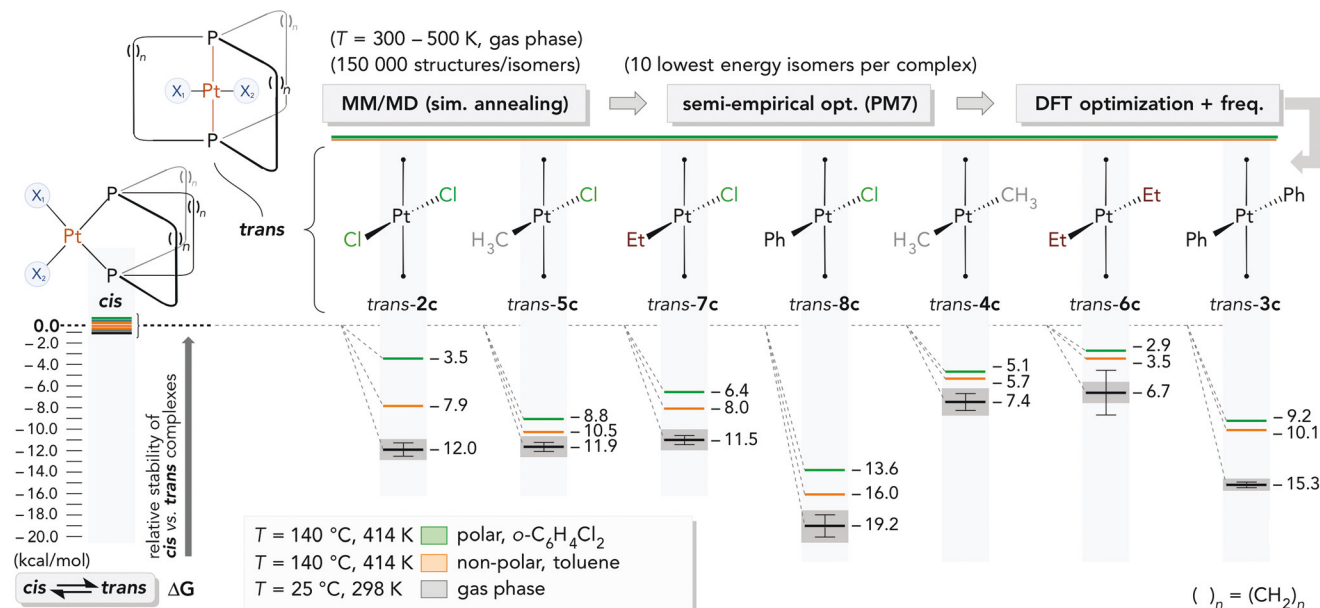 (T = 300 – 500 K, gas phase)
(150 000 structures/isomers)
(10 lowest energy isomers per complex)
MM/MD (sim. annealing)
semi-empirical opt. (PM7)
DFT optimization + freq.
( )n
P
( )n
( )n
X1
Pt
X2
P
( )n
P
( )n
( )n
X1
Pt
X2
P
cis
trans
Cl
Pt
Cl
trans-2c
Cl
Pt
H3C
trans-5c
Cl
Pt
Et
trans-7c
Cl
Pt
Ph
trans-8c
CH3
Pt
H3C
trans-4c
Et
Pt
Et
trans-6c
Ph
Pt
Ph
trans-3c
0.0
– 2.0
– 4.0
– 6.0
– 8.0
– 10.0
– 12.0
– 14.0
– 16.0
– 18.0
– 20.0
(kcal/mol)
relative stability of
cis vs. trans complexes
cis trans ΔG
– 3.5
– 7.9
– 12.0
– 8.8
– 10.5
– 11.9
– 6.4
– 8.0
– 11.5
– 13.6
– 16.0
– 19.2
– 5.1
– 5.7
– 7.4
– 2.9
– 3.5
– 6.7
– 9.2
– 10.1
– 15.3
T = 140 °C, 414 K polar, o-C6H4Cl2
T = 140 °C, 414 K non-polar, toluene
T = 25 °C, 298 K gas phase
( )n = (CH2)n